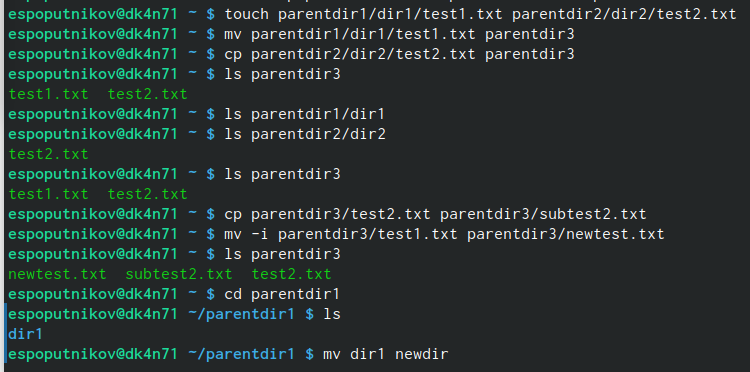 espoputnikov@dk4n71 ~ $ touch parentdir1/dir1/test1.txt parentdir2/dir2/test2.txt
espoputnikov@dk4n71 ~ $ mv parentdir1/dir1/test1.txt parentdir3
espoputnikov@dk4n71 ~ $ cp parentdir2/dir2/test2.txt parentdir3
espoputnikov@dk4n71 ~ $ ls parentdir3
test1.txt  test2.txt
espoputnikov@dk4n71 ~ $ ls parentdir1/dir1
espoputnikov@dk4n71 ~ $ ls parentdir2/dir2
test2.txt
espoputnikov@dk4n71 ~ $ ls parentdir3
test1.txt  test2.txt
espoputnikov@dk4n71 ~ $ cp parentdir3/test2.txt parentdir3/subtest2.txt
espoputnikov@dk4n71 ~ $ mv -i parentdir3/test1.txt parentdir3/newtest.txt
espoputnikov@dk4n71 ~ $ ls parentdir3
newtest.txt  subtest2.txt  test2.txt
espoputnikov@dk4n71 ~ $ cd parentdir1
espoputnikov@dk4n71 ~/parentdir1 $ ls
dir1
espoputnikov@dk4n71 ~/parentdir1 $ mv dir1 newdir